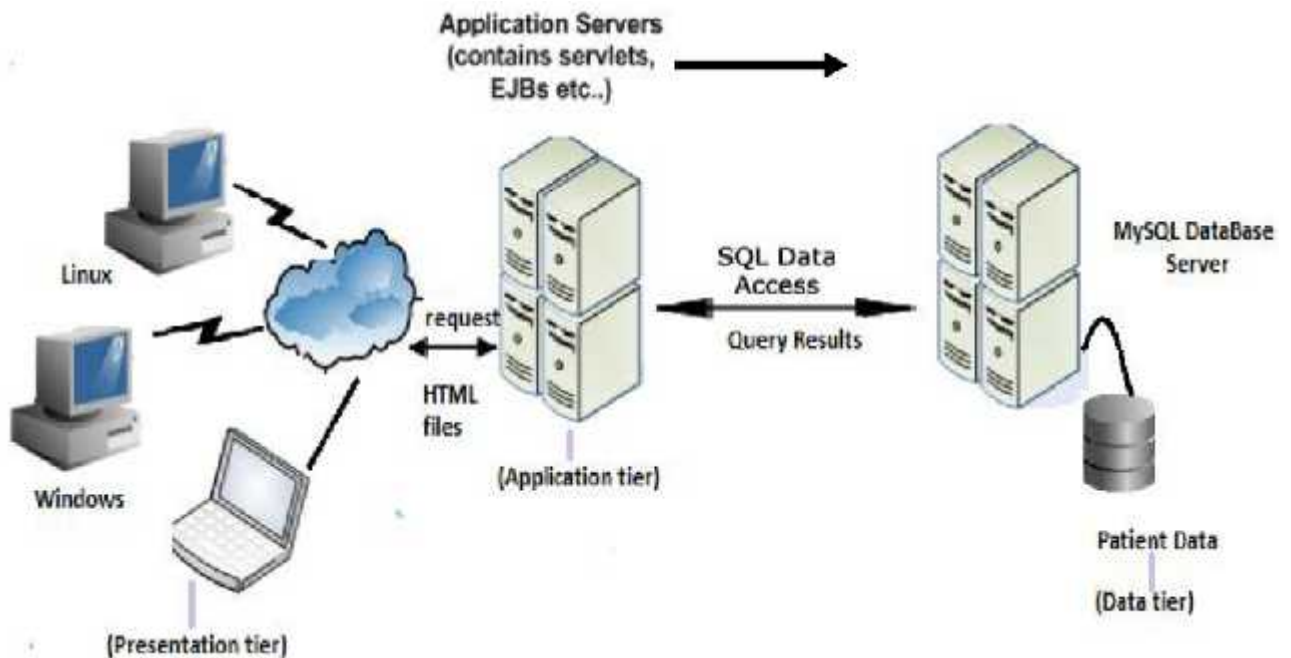 Application Servers
(contains servlets,
EJBs etc..)
Linux
Windows
request
HTML
files
SQL Data
Access
Query Results
MySQL DataBase
Server
(Application tier)
Patient Data
(Data tier)
(Presentation tier)